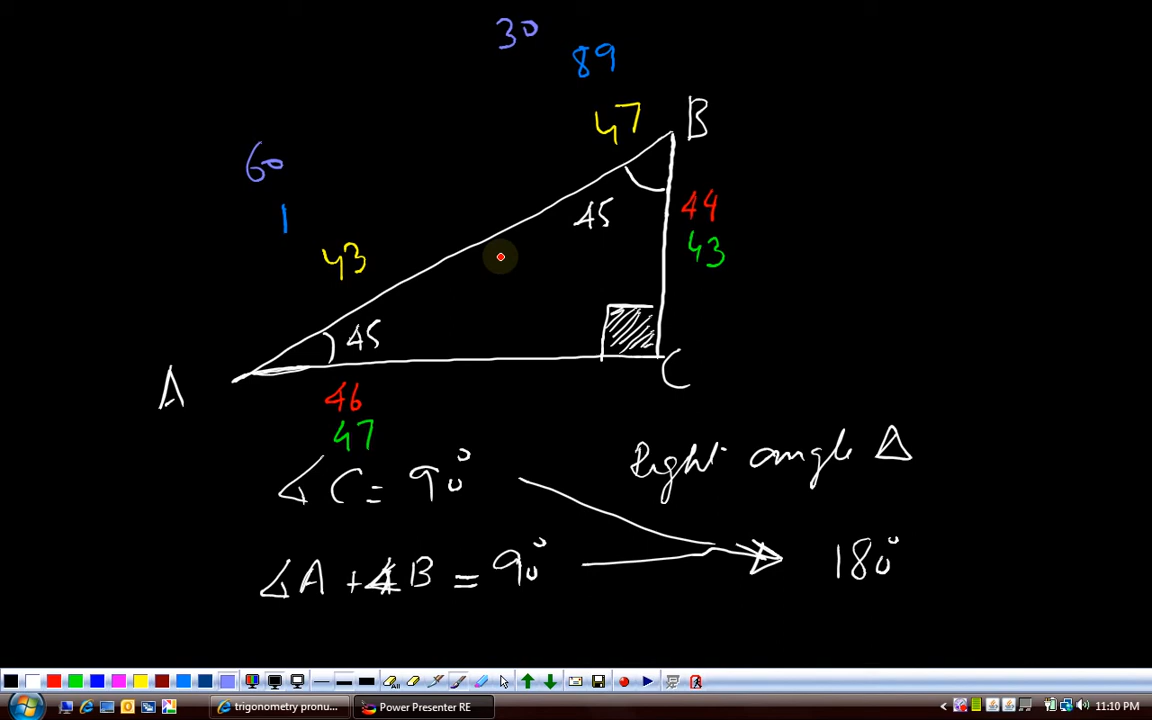 30
89
47
B
60
1
43
45
44
43
45
A
C
46
47
Right angle Δ
∠C = 90°
∠A + ∠B = 90°
180°
All
trigonometry pronu...
Power Presenter RE
11:10 PM